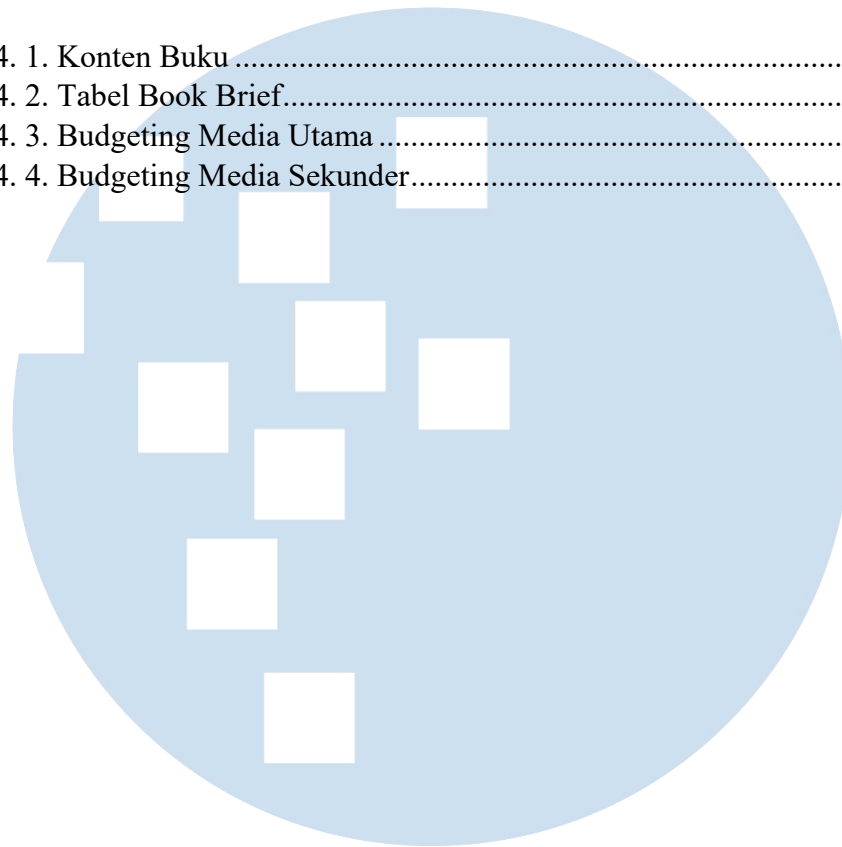 4. 1. Konten Buku ........................................................................
4. 2. Tabel Book Brief..................................................................
4. 3. Budgeting Media Utama ......................................................
4. 4. Budgeting Media Sekunder..................................................